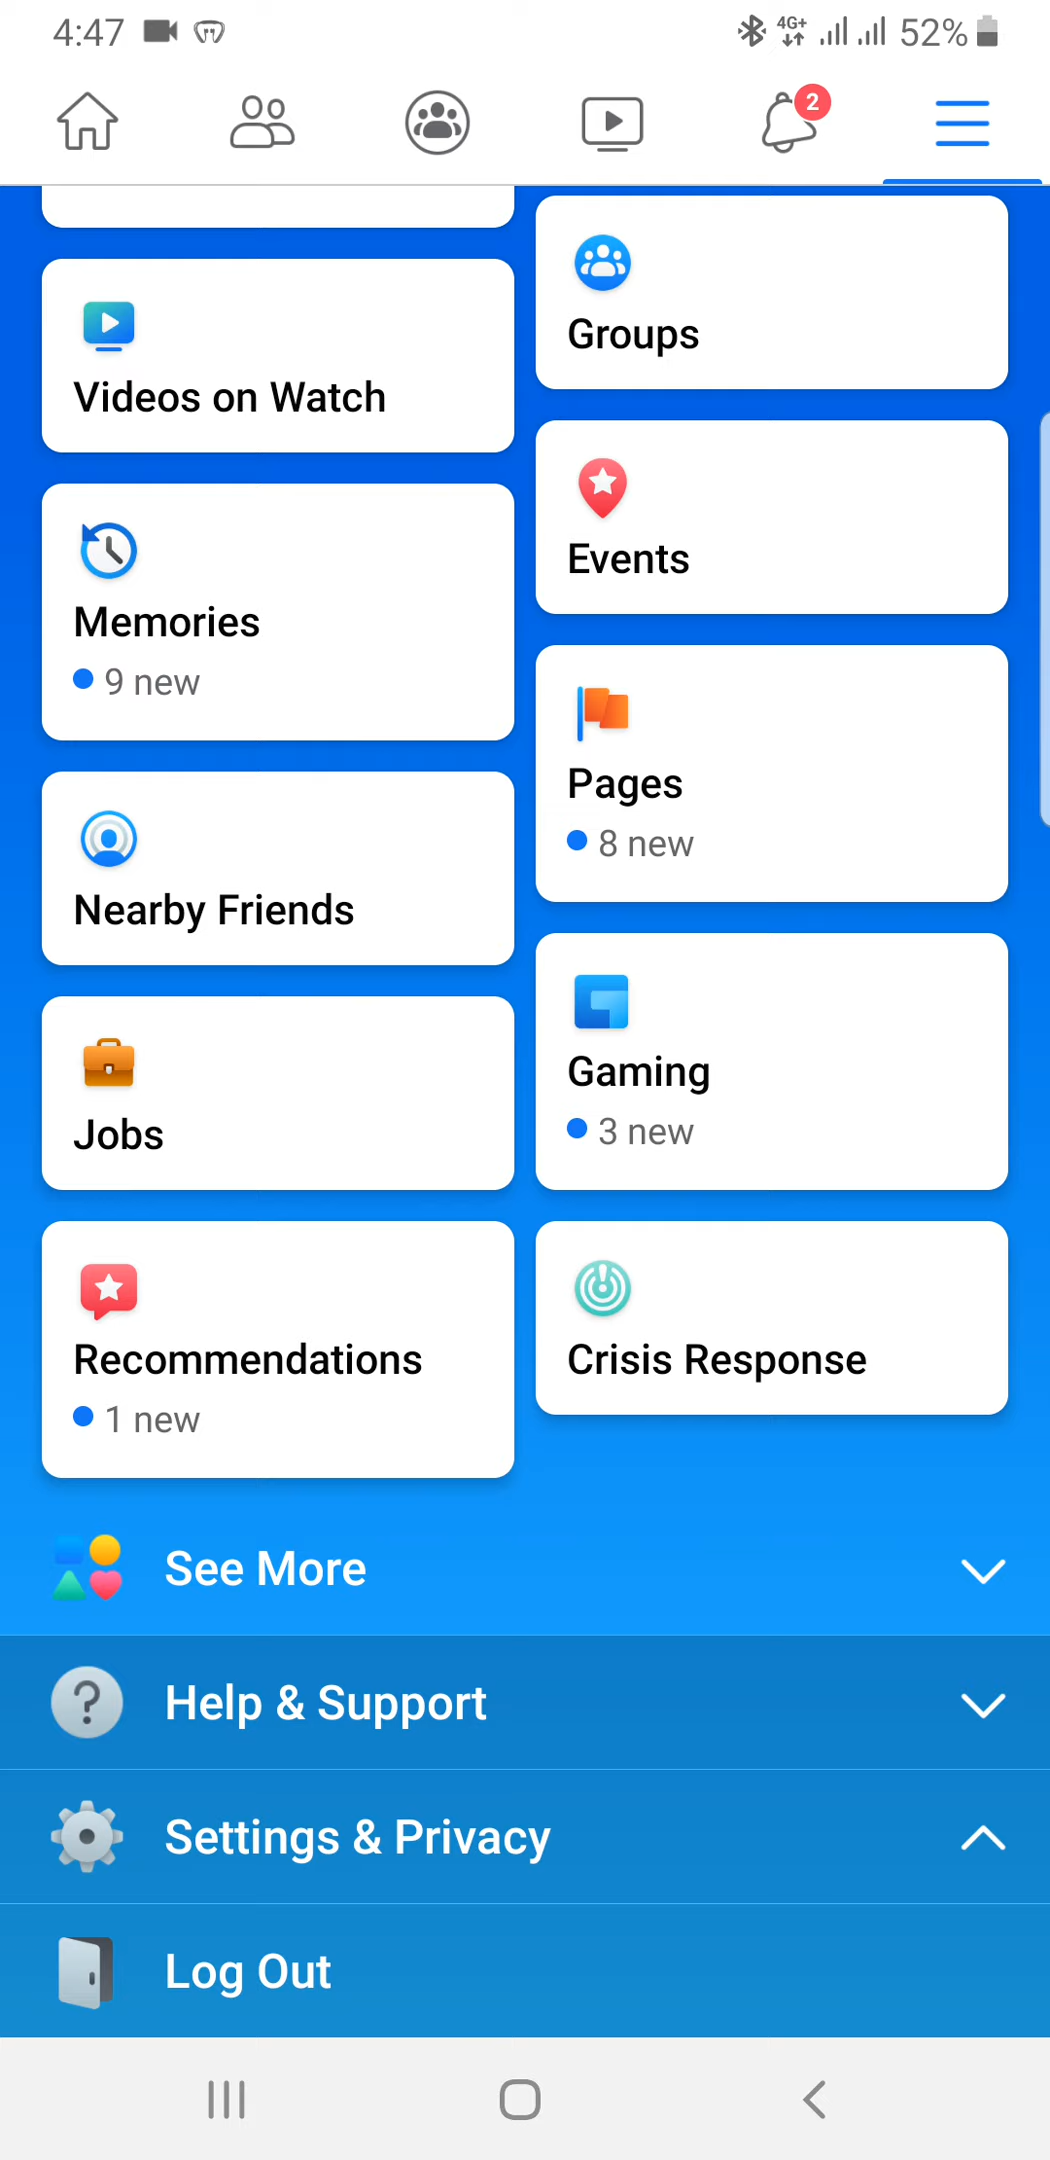 4:47
4G+ 52%
2
Groups
Videos on Watch
Events
Memories
9 new
Pages
8 new
Nearby Friends
Gaming
3 new
Jobs
Recommendations
1 new
Crisis Response
See More
Help & Support
Settings & Privacy
Log Out